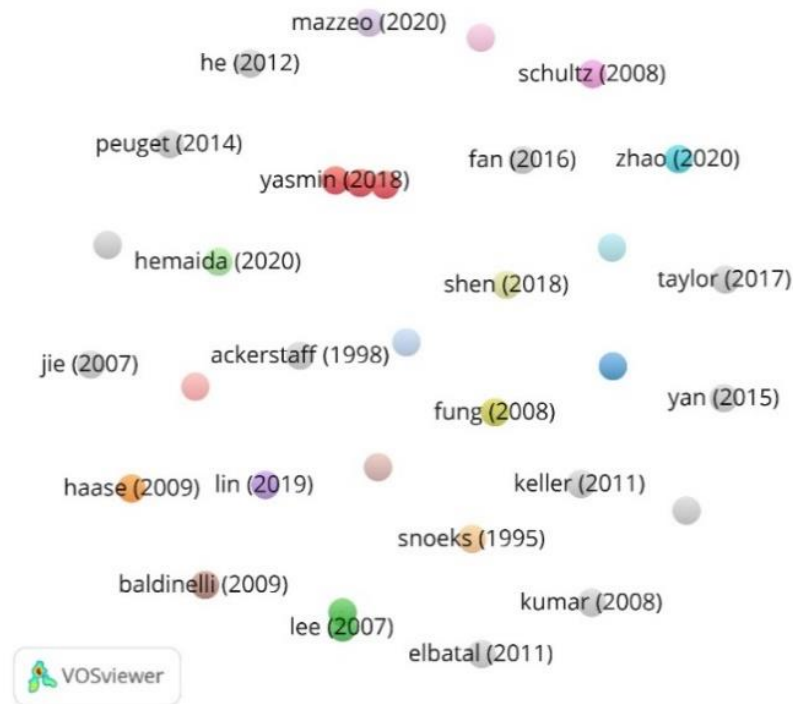 mazzeo (2020)
he (2012)
schultz (2008)
peuget (2014)
fan (2016)
zhao (2020)
yasmin (2018)
hemaida (2020)
shen (2018)
taylor (2017)
jie (2007)
ackerstaff (1998)
yan (2015)
fung (2008)
haase (2009)
lin (2019)
keller (2011)
snoeks (1995)
baldinelli (2009)
kumar (2008)
lee (2007)
elbatal (2011)
VOSviewer